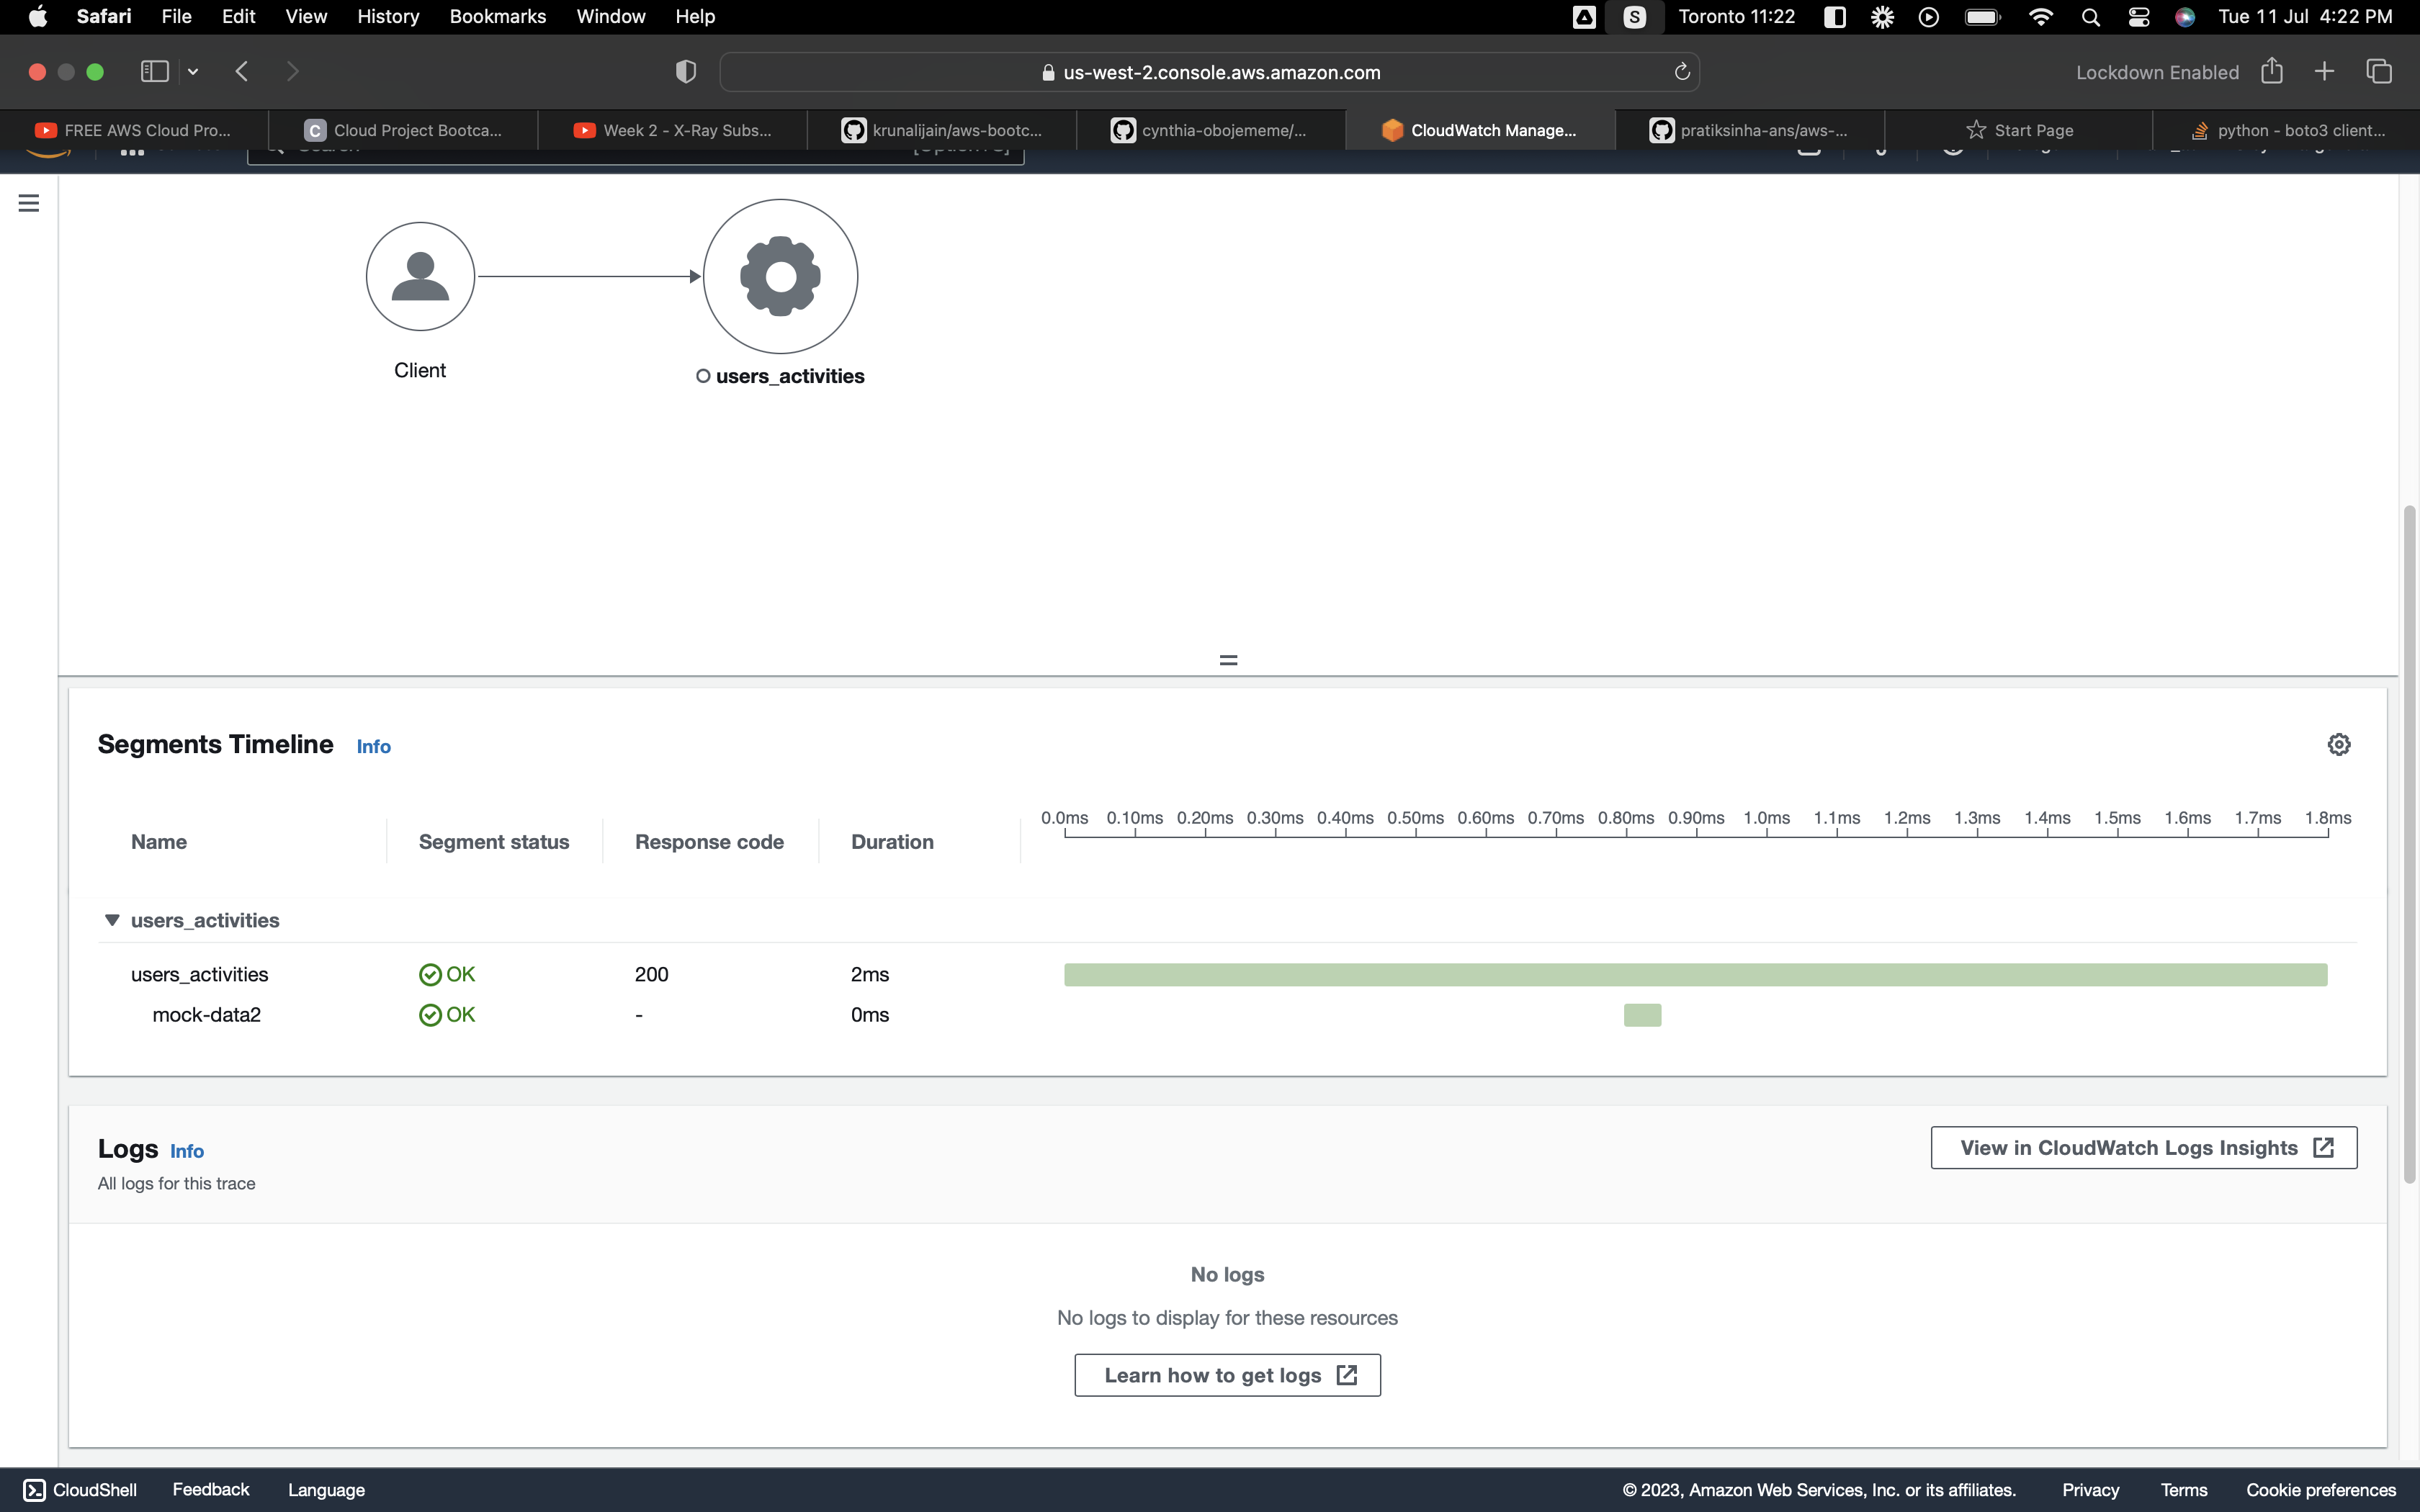 Safari File Edit View History Bookmarks Window Help S Toronto 11:22 Tue 11 Jul 4:22 PM
us-west-2.console.aws.amazon.com Lockdown Enabled
FREE AWS Cloud Pro... C Cloud Project Bootca... Week 2 - X-Ray Subs... krunalijain/aws-bootc... cynthia-obojememe/... CloudWatch Manage... pratiksinha-ans/aws-... Start Page python - boto3 client...
Client
users_activities
Segments Timeline Info
0.0ms 0.10ms 0.20ms 0.30ms 0.40ms 0.50ms 0.60ms 0.70ms 0.80ms 0.90ms 1.0ms 1.1ms 1.2ms 1.3ms 1.4ms 1.5ms 1.6ms 1.7ms 1.8ms
Name Segment status Response code Duration
users_activities
users_activities OK 200 2ms
mock-data2 OK - 0ms
Logs Info
All logs for this trace
View in CloudWatch Logs Insights
No logs
No logs to display for these resources
Learn how to get logs
CloudShell Feedback Language © 2023, Amazon Web Services, Inc. or its affiliates. Privacy Terms Cookie preferences